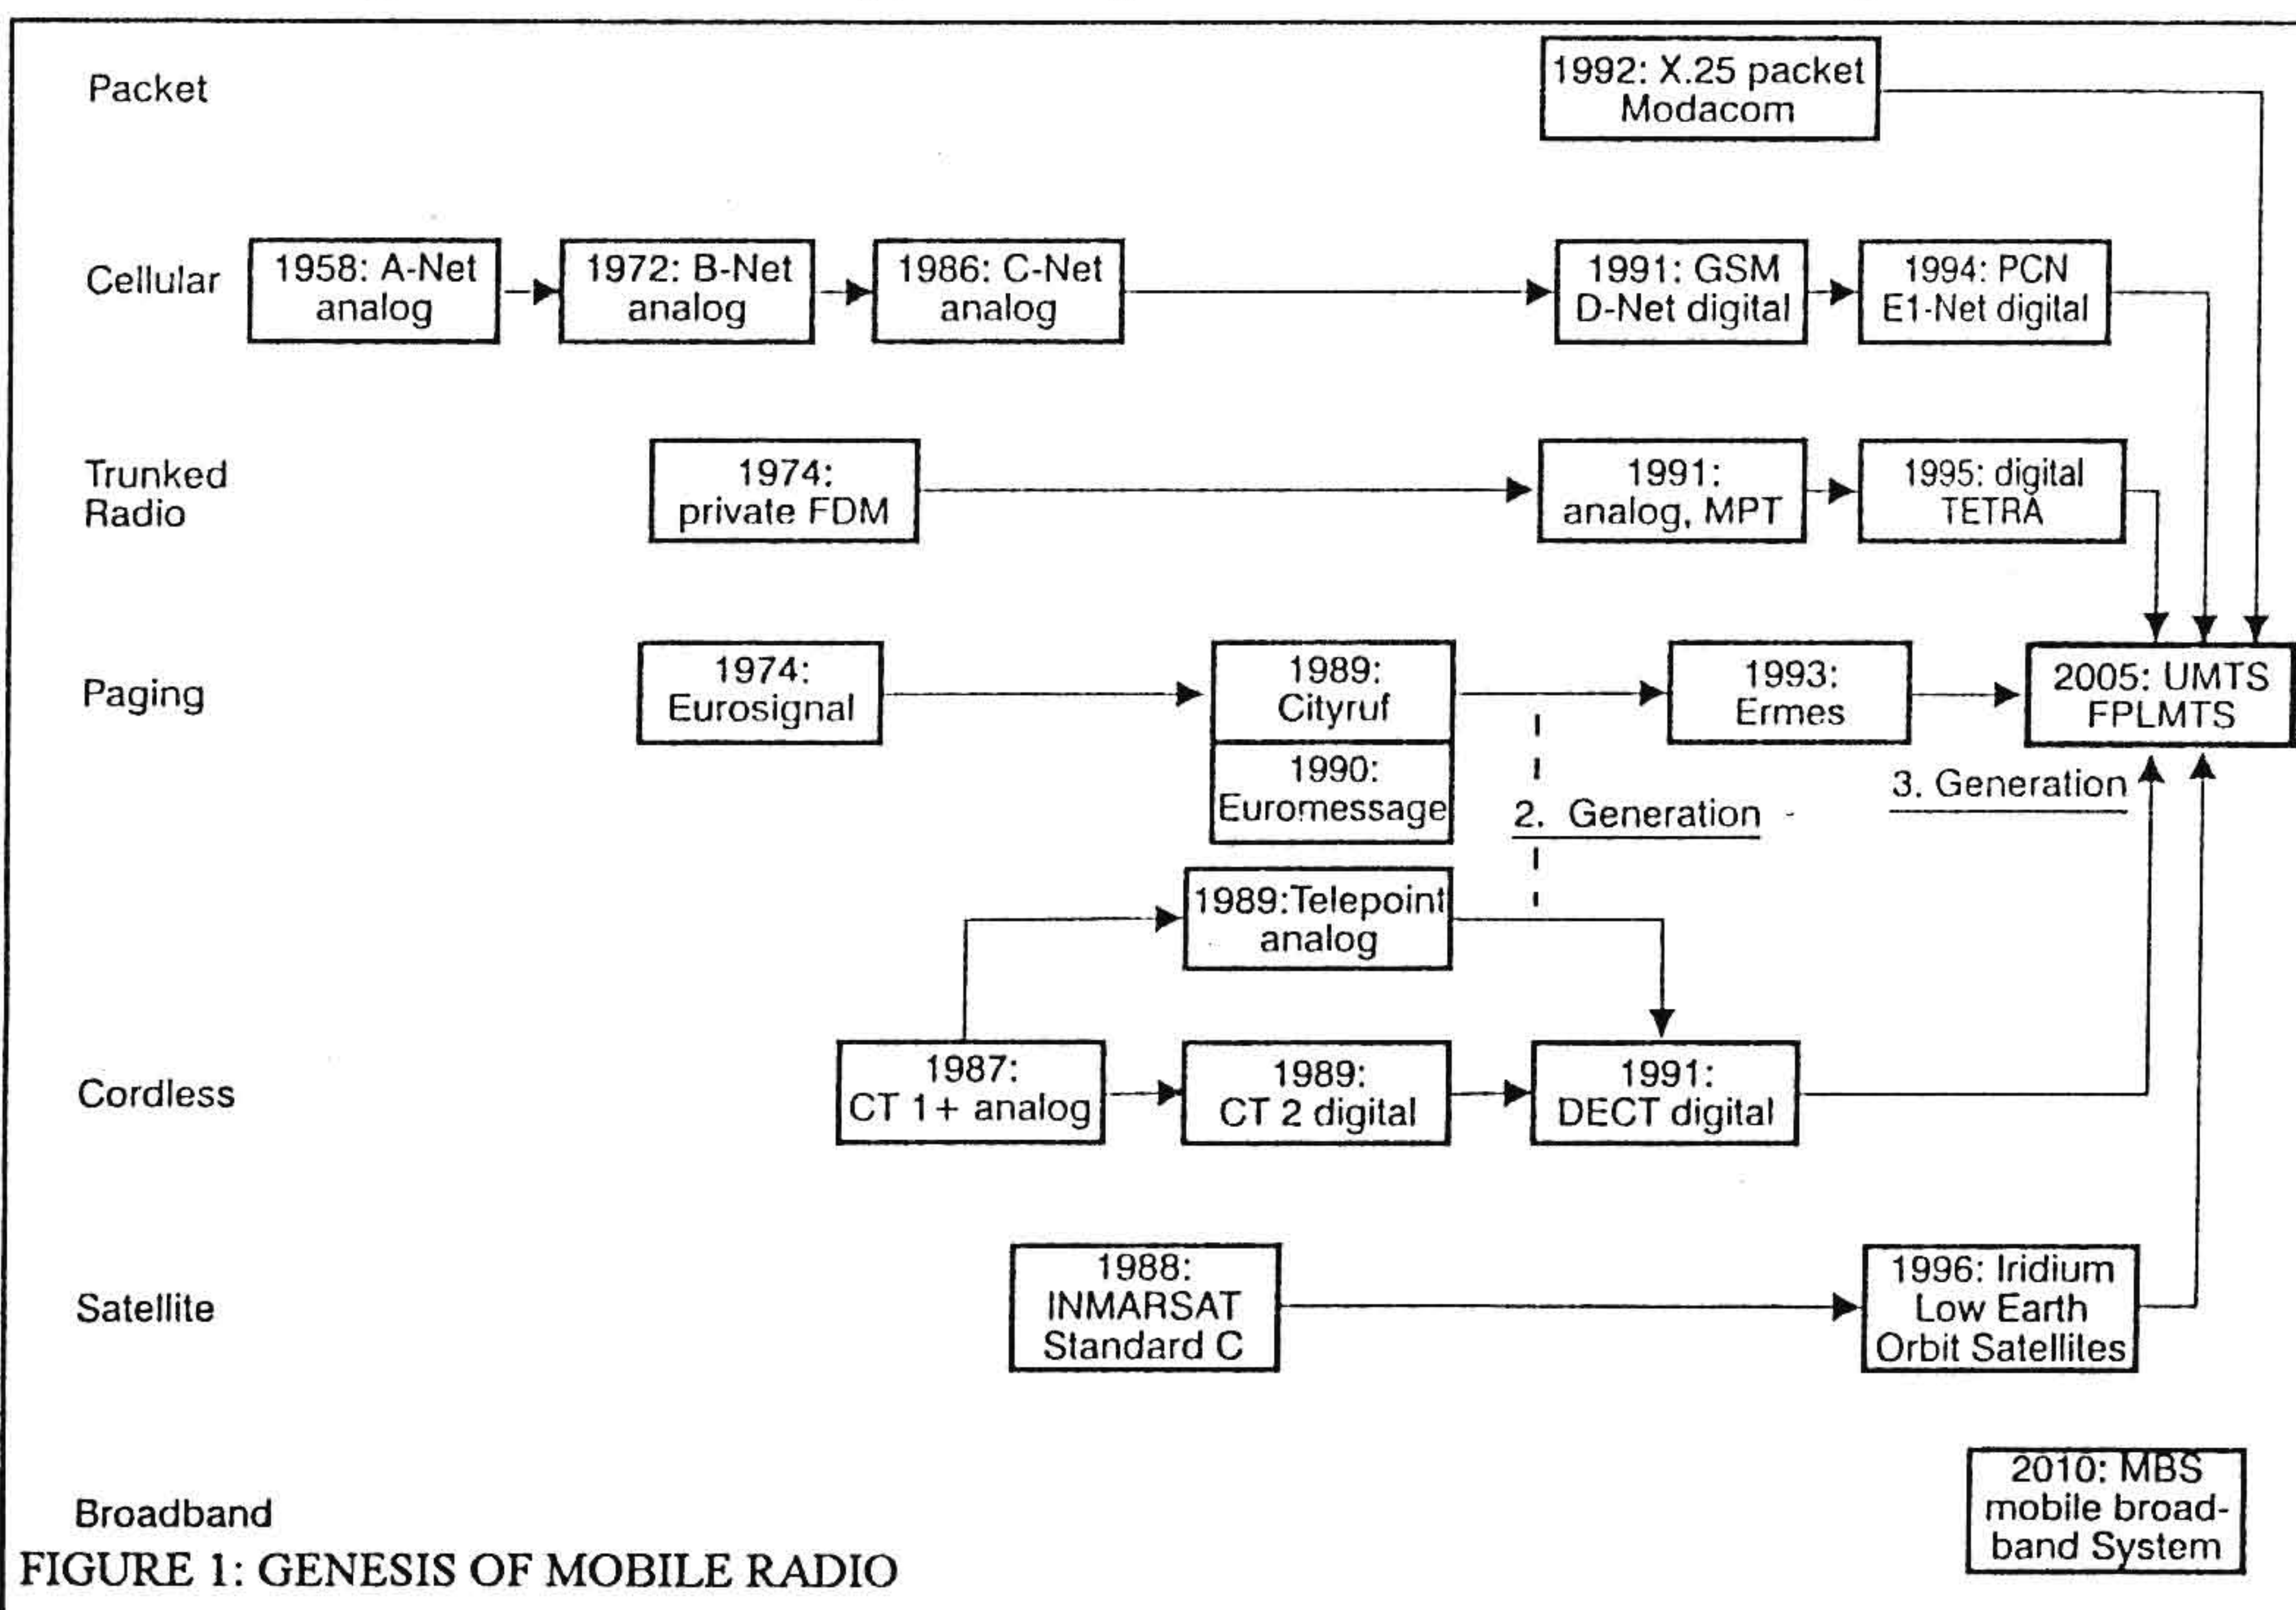 Packet
1992: X.25 packet
Modacom
Cellular
1958: A-Net
analog
1972: B-Net
analog
1986: C-Net
analog
1991: GSM
D-Net digital
1994: PCN
E1-Net digital
Trunked
Radio
1974:
private FDM
1991:
analog, MPT
1995: digital
TETRA
Paging
1974:
Eurosignal
1989:
Cityruf
1990:
Euromessage
1993:
Ermes
2005: UMTS
FPLMTS
2. Generation
3. Generation
1989:Telepoint
analog
Cordless
1987:
CT 1+ analog
1989:
CT 2 digital
1991:
DECT digital
Satellite
1988:
INMARSAT
Standard C
1996: Iridium
Low Earth
Orbit Satellites
Broadband
2010: MBS
mobile broad-
band System
FIGURE 1: GENESIS OF MOBILE RADIO